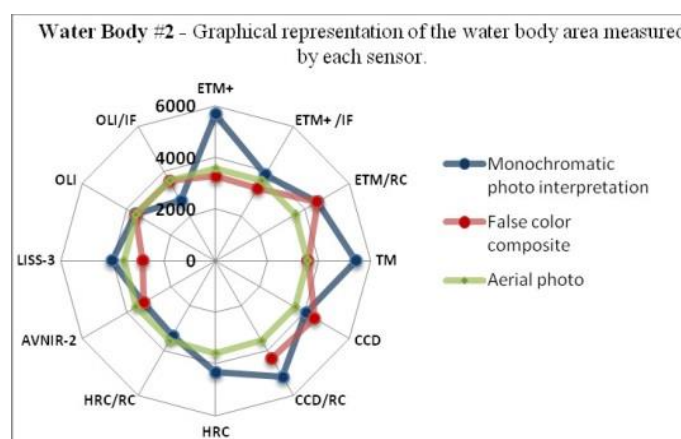 Water Body #2 - Graphical representation of the water body area measured
by each sensor.
ETM+
6000
OLI/IF
ETM+ /IF
4000
OLI
ETM/RC
2000
LISS-3
0
TM
AVNIR-2
CCD
HRC/RC
CCD/RC
HRC
Monochromatic
photo interpretation
False color
composite
Aerial photo